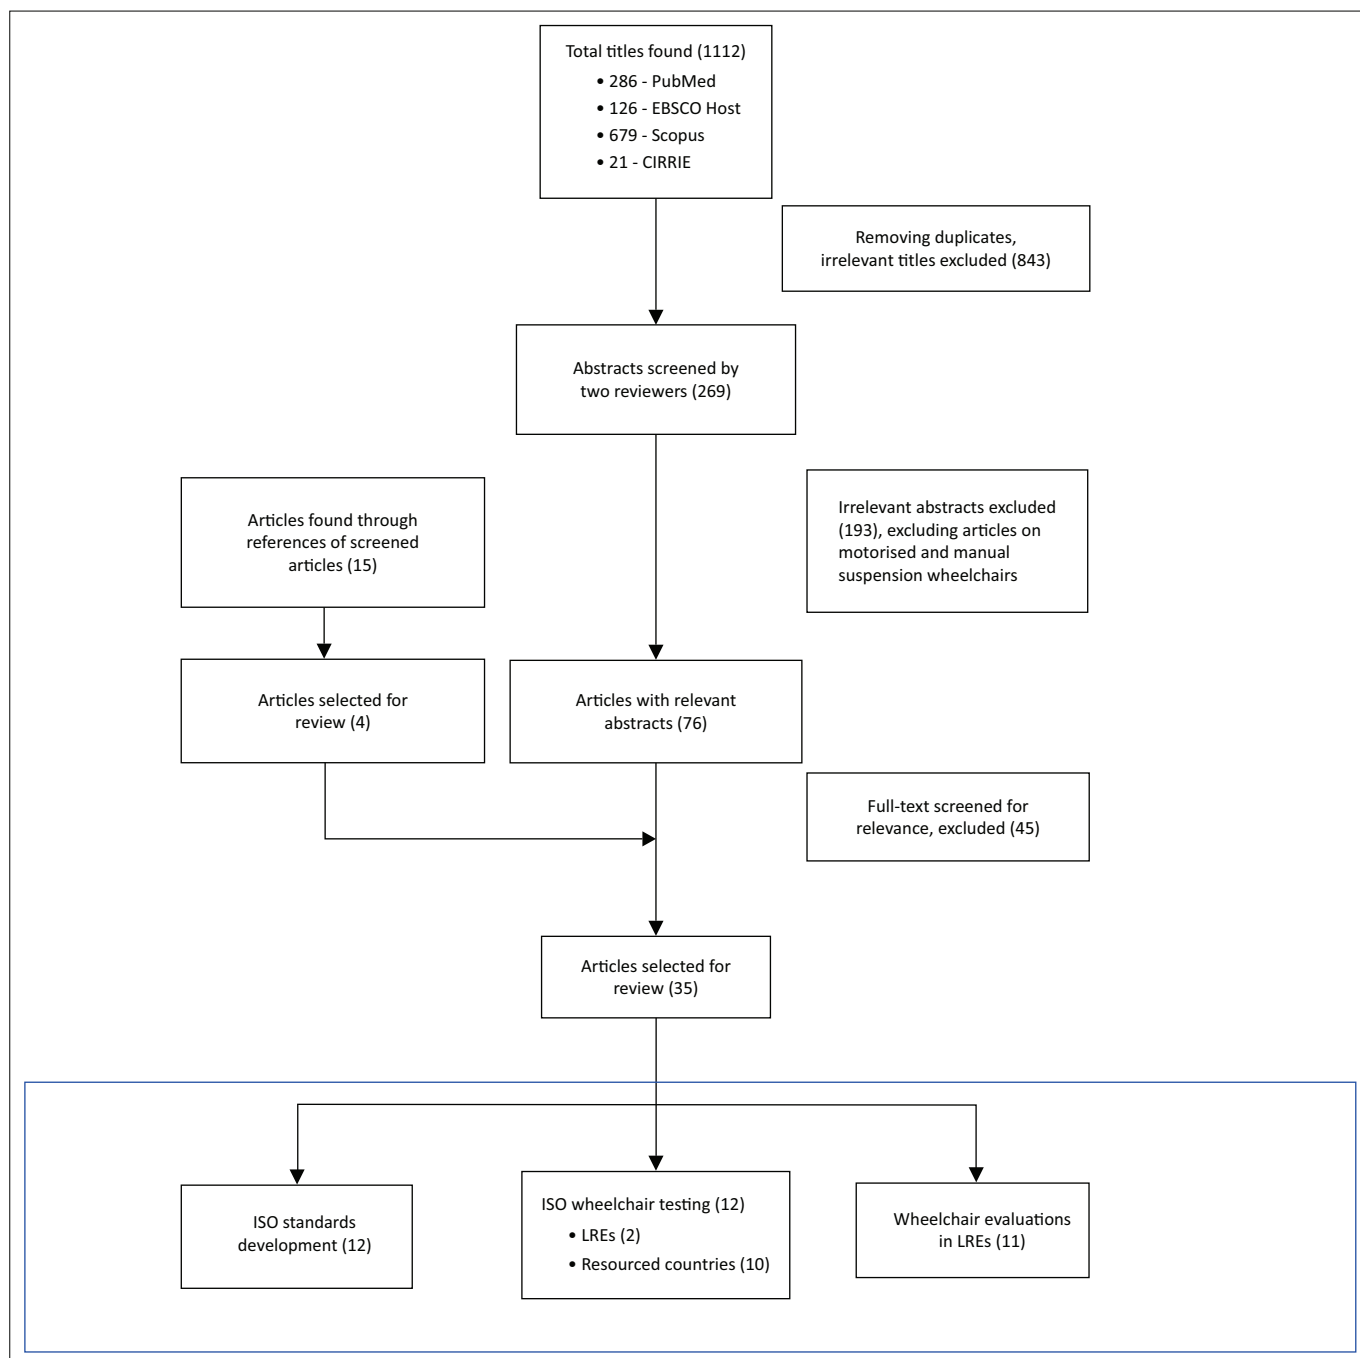 Total titles found (1112)
• 286 - PubMed
• 126 - EBSCO Host
• 679 - Scopus
• 21 - CIRRIE
Removing duplicates,
irrelevant titles excluded (843)
Abstracts screened by
two reviewers (269)
Irrelevant abstracts excluded
(193), excluding articles on
motorised and manual
suspension wheelchairs
Articles found through
references of screened
articles (15)
Articles selected for
review (4)
Articles with relevant
abstracts (76)
Full-text screened for
relevance, excluded (45)
Articles selected for
review (35)
ISO standards
development (12)
ISO wheelchair testing (12)
• LREs (2)
• Resourced countries (10)
Wheelchair evaluations
in LREs (11)